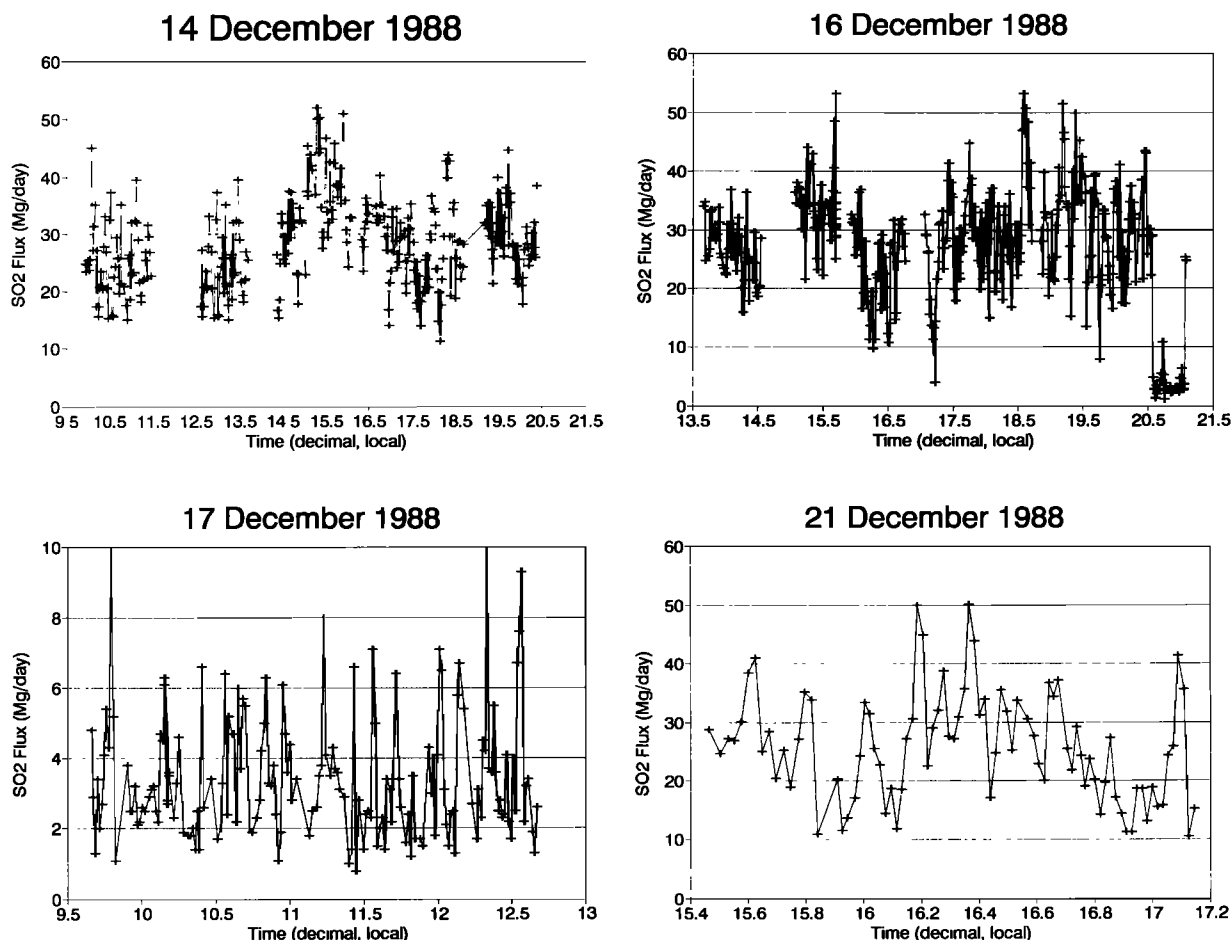 14 December 1988
60
50
40
30
20
10
0
SO2 Flux (Mg/day)
9 5 10.5 11.5 12.5 13.5 14.5 15.5 16.5 17.5 18.5 19.5 20.5 21.5
Time (decimal, local)
16 December 1988
60
50
40
30
20
10
0
SO2 Flux (Mg/day)
13.5 14.5 15.5 16.5 17.5 18.5 19.5 20.5 21.5
Time (decimal, local)
17 December 1988
10
8
6
4
2
0
SO2 Flux (Mg/day)
9.5 10 10.5 11 11.5 12 12.5 13
Time (decimal, local)
21 December 1988
60
50
40
30
20
10
0
SO2 Flux (Mg/day)
15.4 15.6 15.8 16 16.2 16.4 16.6 16.8 17 17.2
Time (decimal, local)